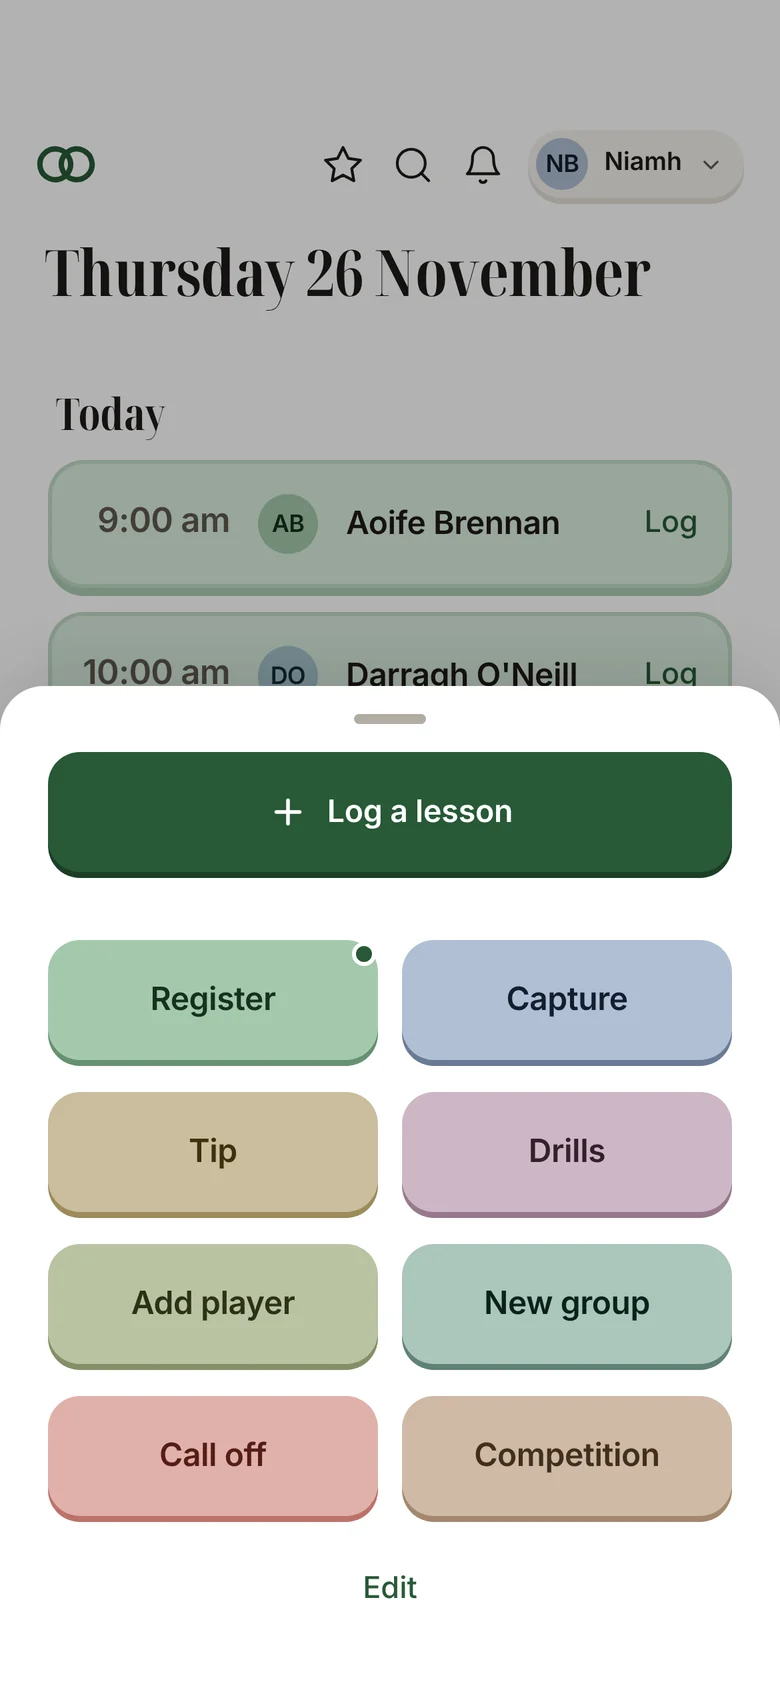 NB Niamh
Thursday 26 November
Today
9:00 am AB Aoife Brennan Log
10:00 am DO Darragh O'Neill Log
Log a lesson
Register Capture
Tip Drills
Add player New group
Call off Competition
Edit